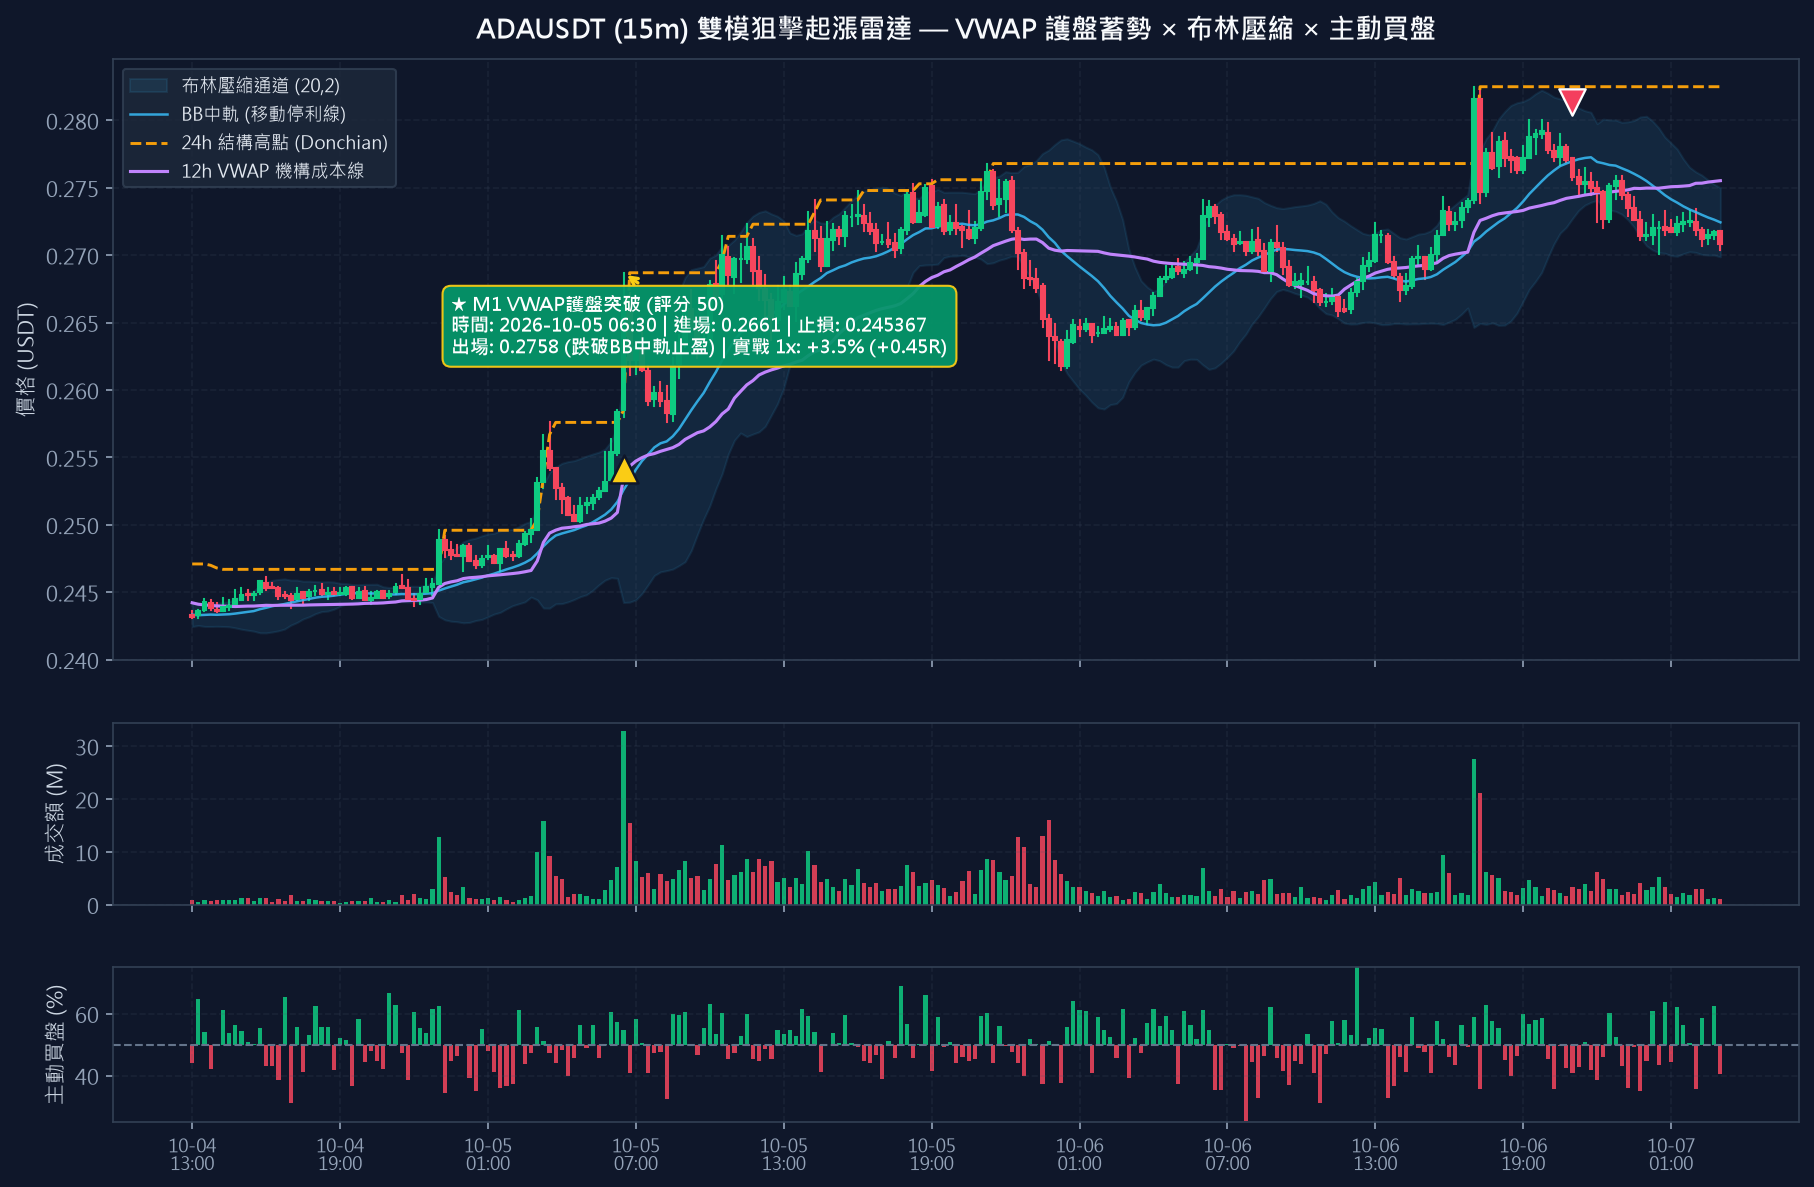 ADAUSDT (15m) 雙模狙擊起漲雷達 — VWAP 護盤蓄勢 × 布林壓縮 × 主動買盤
布林壓縮通道 (20,2)
BB中軌 (移動停利線)
24h 結構高點 (Donchian)
12h VWAP 機構成本線
價格 (USDT)
0.280
0.275
0.270
0.265
0.260
0.255
0.250
0.245
0.240
★ M1 VWAP護盤突破 (評分 50)
時間: 2026-10-05 06:30 | 進場: 0.2661 | 止損: 0.245367
出場: 0.2758 (跌破BB中軌止盈) | 實戰 1x: +3.5% (+0.45R)
成交額 (M)
30
20
10
0
主動買盤 (%)
60
40
10-04 10-04 10-05 10-05 10-05 10-05 10-06 10-06 10-06 10-06 10-07
13:00 19:00 01:00 07:00 13:00 19:00 01:00 07:00 13:00 19:00 01:00